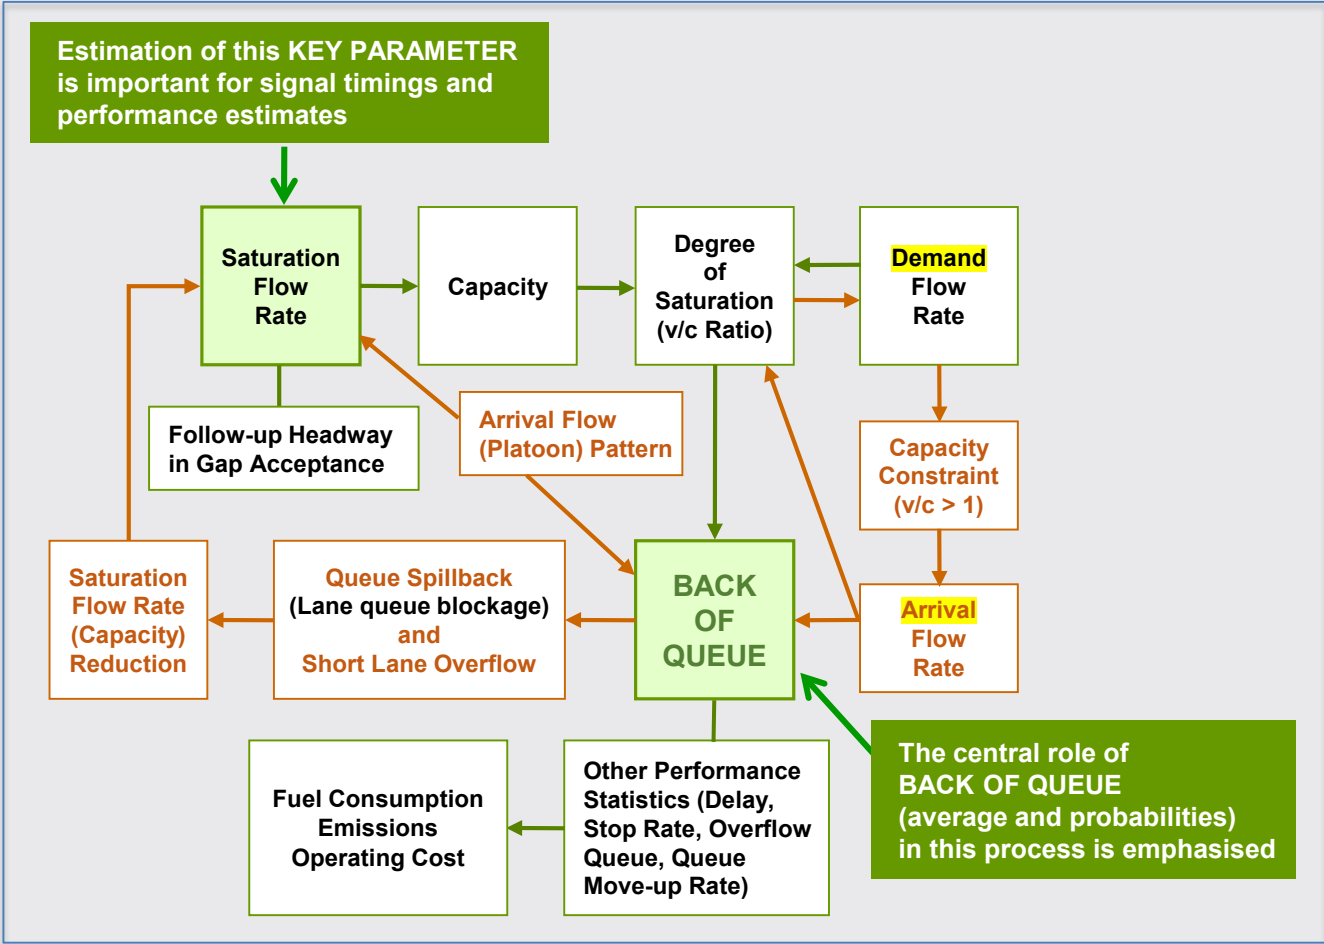 Estimation of this KEY PARAMETER
is important for signal timings and
performance estimates
Saturation
Flow
Rate
Capacity
Degree
of
Saturation
(v/c Ratio)
Demand
Flow
Rate
Follow-up Headway
in Gap Acceptance
Arrival Flow
(Platoon) Pattern
Capacity
Constraint
(v/c > 1)
Saturation
Flow Rate
(Capacity)
Reduction
Queue Spillback
(Lane queue blockage)
and
Short Lane Overflow
BACK
OF
QUEUE
Arrival
Flow
Rate
Fuel Consumption
Emissions
Operating Cost
Other Performance
Statistics (Delay,
Stop Rate, Overflow
Queue, Queue
Move-up Rate)
The central role of
BACK OF QUEUE
(average and probabilities)
in this process is emphasised